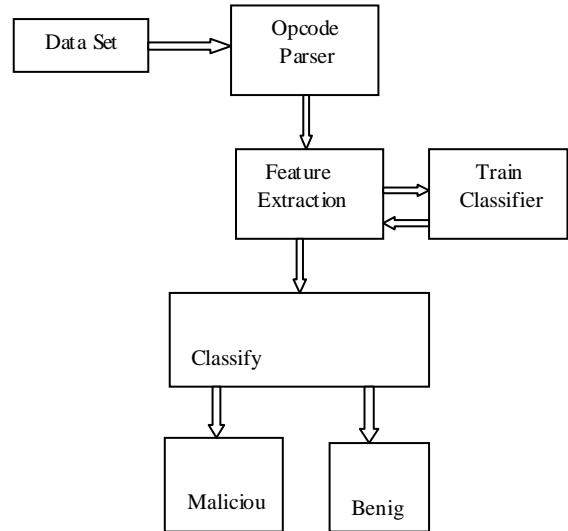 Data Set
Opcode
Parser
Feature
Extraction
Train
Classifier
Classify
Maliciou
Benig